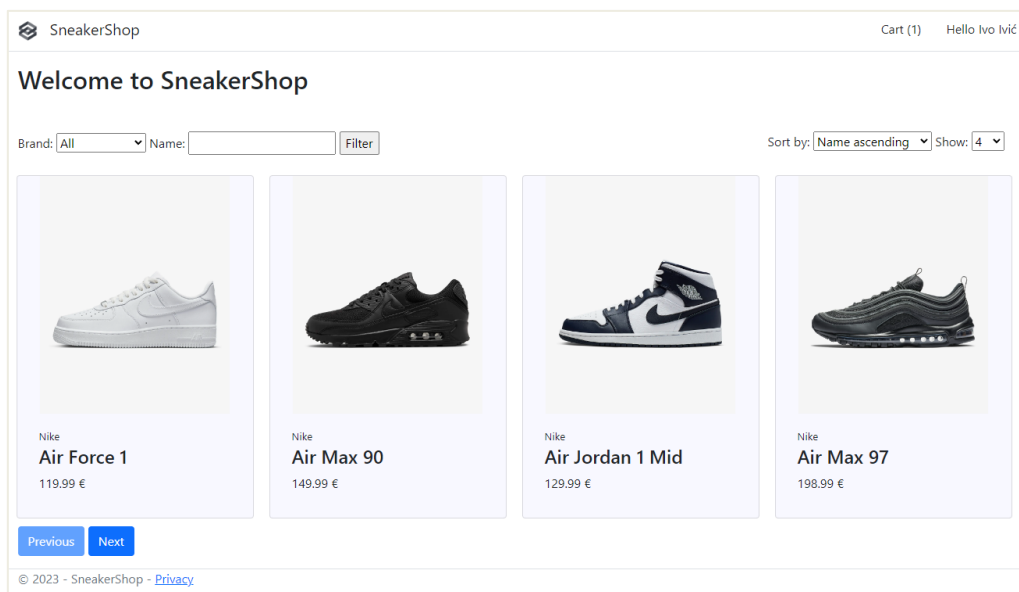 SneakerShop Cart (1) Hello Ivo Ivić
Welcome to SneakerShop
Brand: All Name: Filter Sort by: Name ascending Show: 4
Nike
Air Force 1
119.99 €
Nike
Air Max 90
149.99 €
Nike
Air Jordan 1 Mid
129.99 €
Nike
Air Max 97
198.99 €
Previous Next
© 2023 - SneakerShop - Privacy